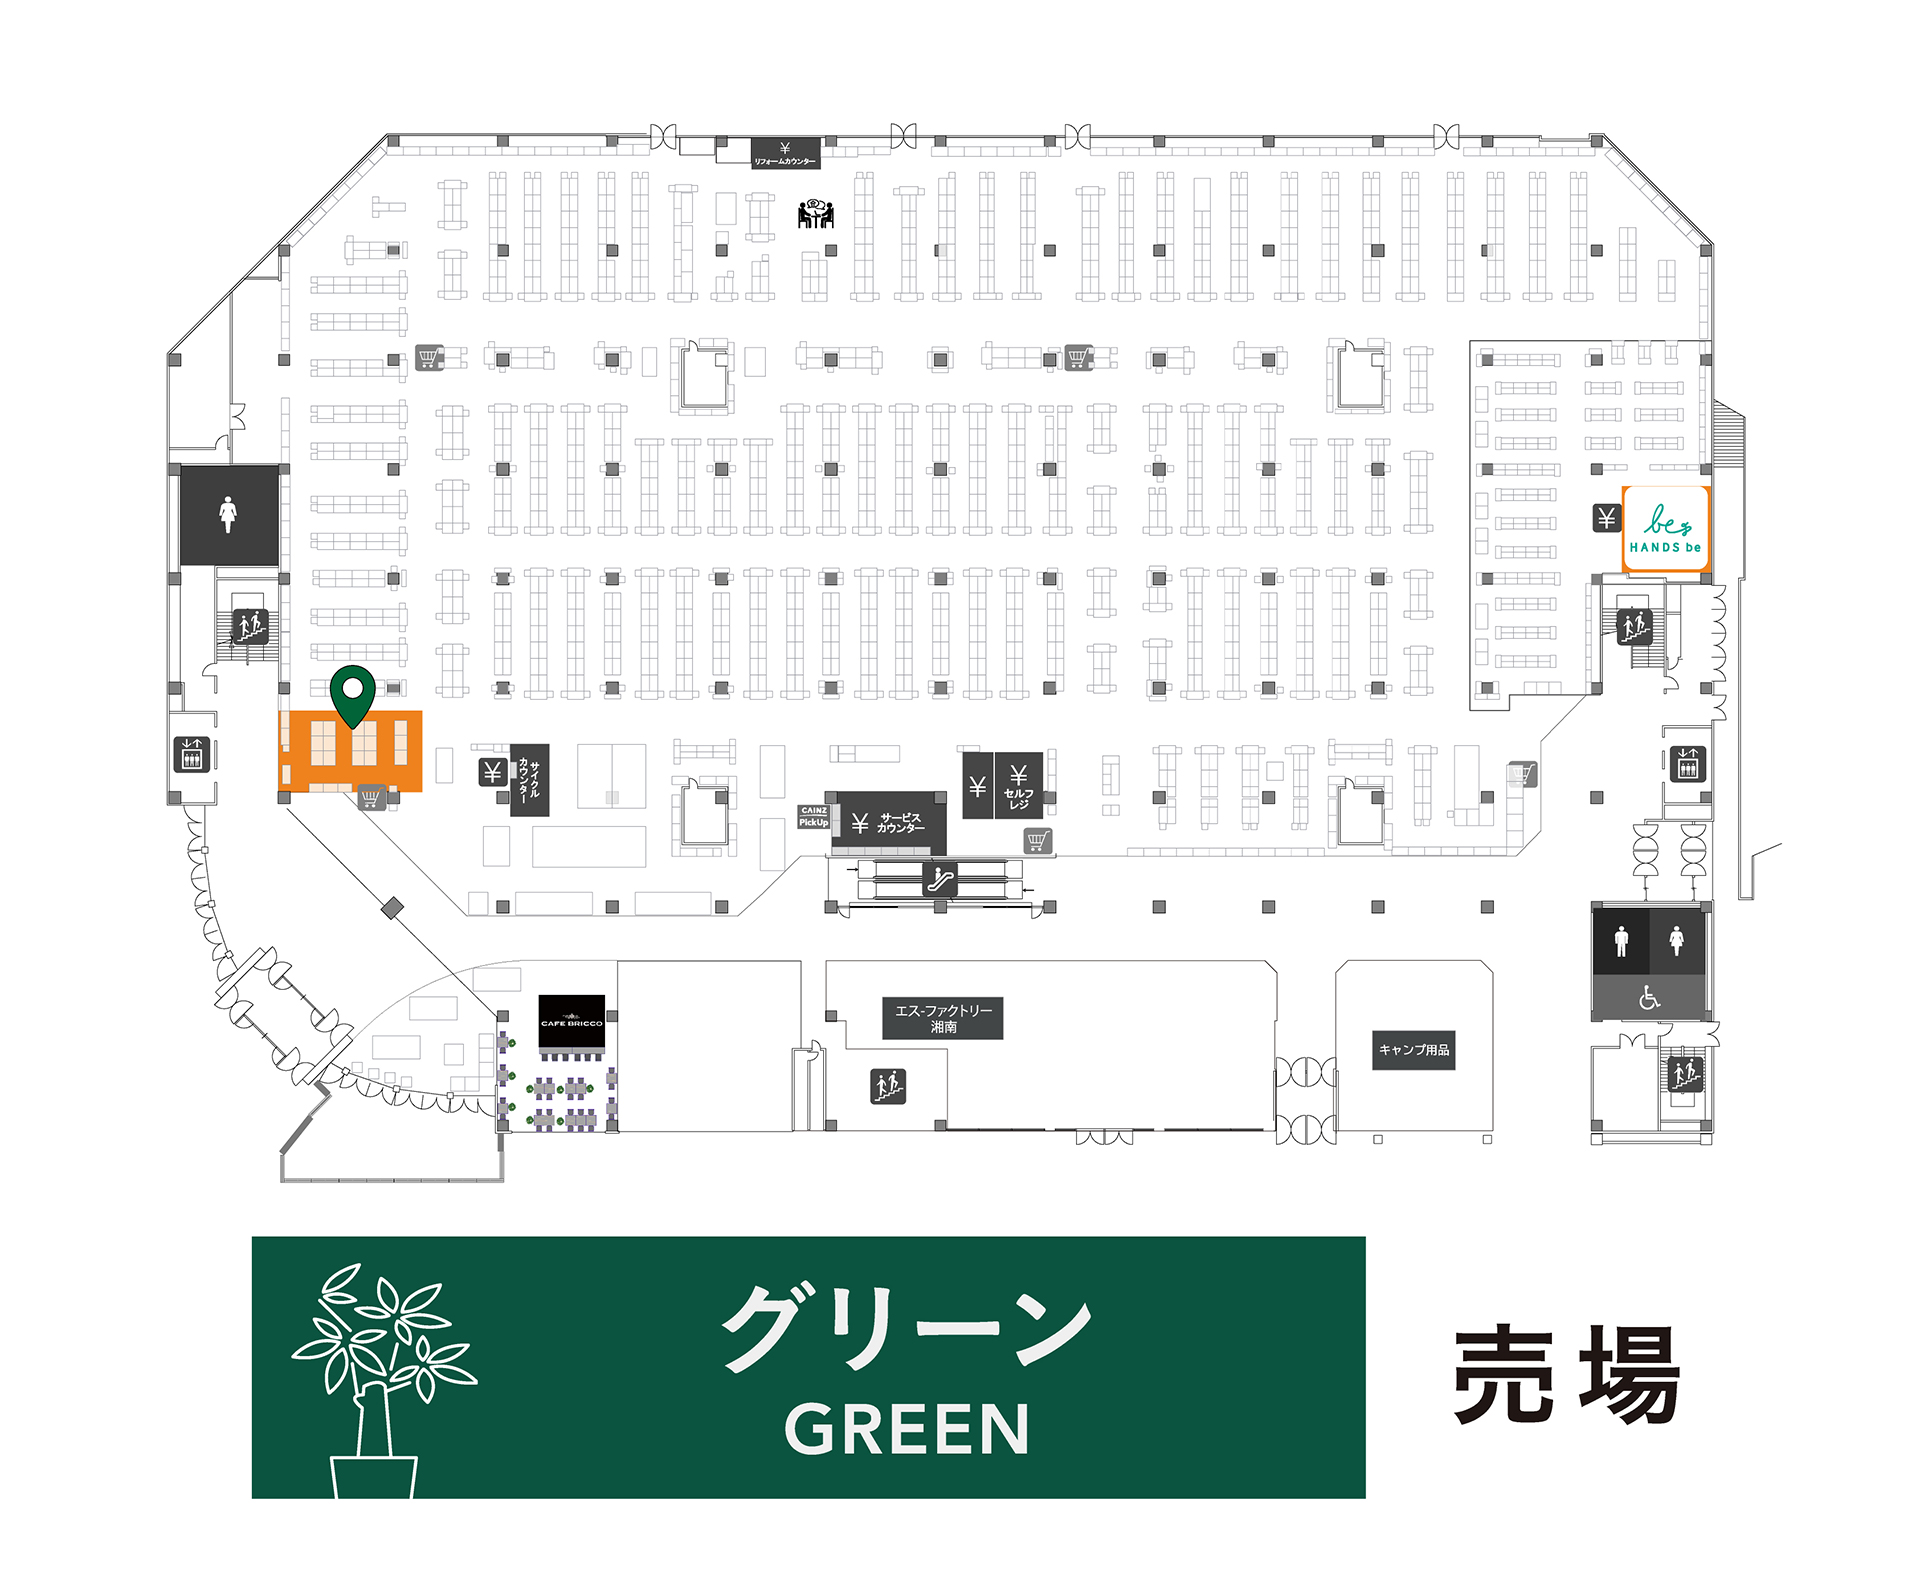 ¥
リフォームカウンター
be
HANDS be
¥
¥
サイクル
カウンター
¥
¥
セルフ
レジ
CAINZ
PickUp
¥
サービス
カウンター
CAFE BRICCO
エス-ファクトリー
湘南
キャンプ用品
グリーン
GREEN
売場